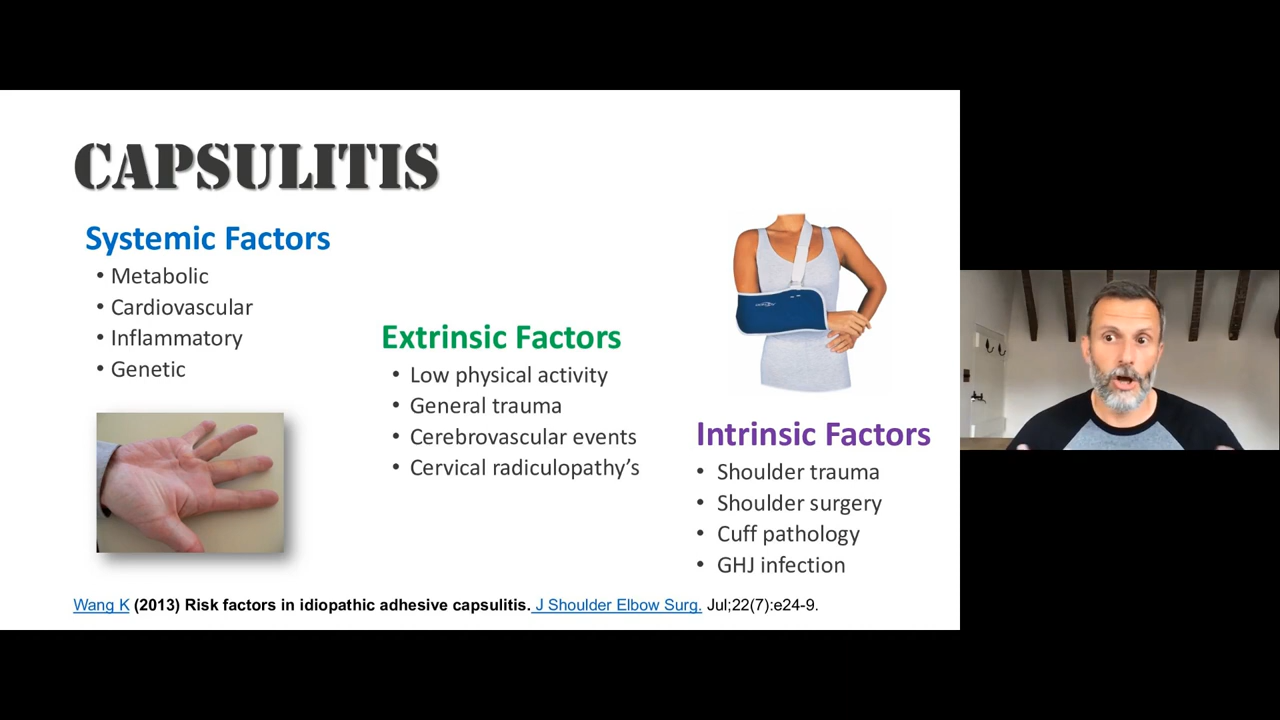 CAPSULITIS
Systemic Factors
• Metabolic
• Cardiovascular
• Inflammatory
• Genetic
Extrinsic Factors
• Low physical activity
• General trauma
• Cerebrovascular events
• Cervical radiculopathy’s
Intrinsic Factors
• Shoulder trauma
• Shoulder surgery
• Cuff pathology
• GHJ infection
Wang K (2013) Risk factors in idiopathic adhesive capsulitis. J Shoulder Elbow Surg. Jul;22(7):e24-9.